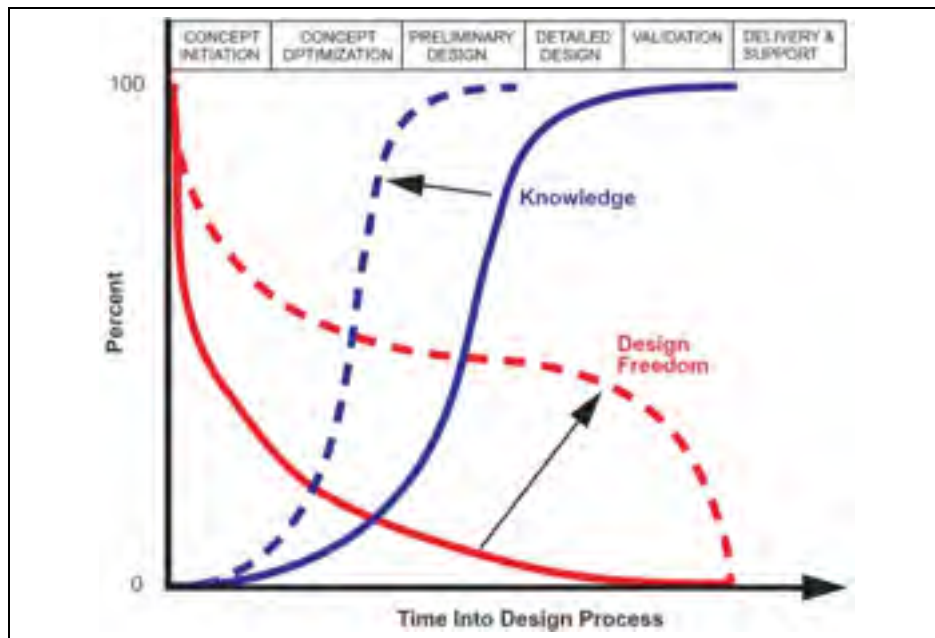 CONCEPT
INITIATION
CONCEPT
OPTIMIZATION
PRELIMINARY
DESIGN
DETAILED
DESIGN
VALIDATION
DELIVERY &
SUPPORT
100
Knowledge
Percent
Design
Freedom
0
Time Into Design Process